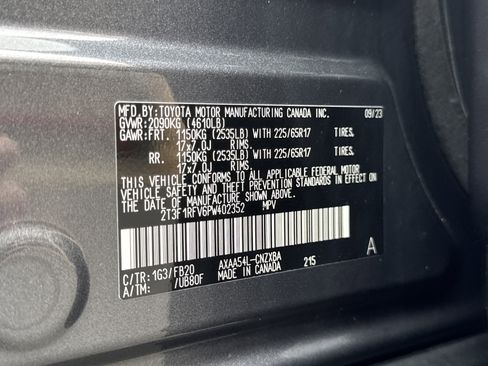 MFD. BY: TOYOTA MOTOR MANUFACTURING CANADA INC. 09/23
GVWR: 2090KG (4610LB)
GAWR: FRT. 1150KG (2535LB) WITH 225/65R17 TIRES.
17x7.0J RIMS.
RR. 1150KG (2535LB) WITH 225/65R17 TIRES.
17x7.0J RIMS.
THIS VEHICLE CONFORMS TO ALL APPLICABLE FEDERAL MOTOR
VEHICLE SAFETY AND THEFT PREVENTION STANDARDS IN EFFECT ON
THE DATE OF MANUFACTURE SHOWN ABOVE.
2T3F1RFV6PW402352 MPV
C/TR: 1G3/FB20 AXAA54L-CNZXBA 215 A
A/TM: /UB80F MADE IN CANADA